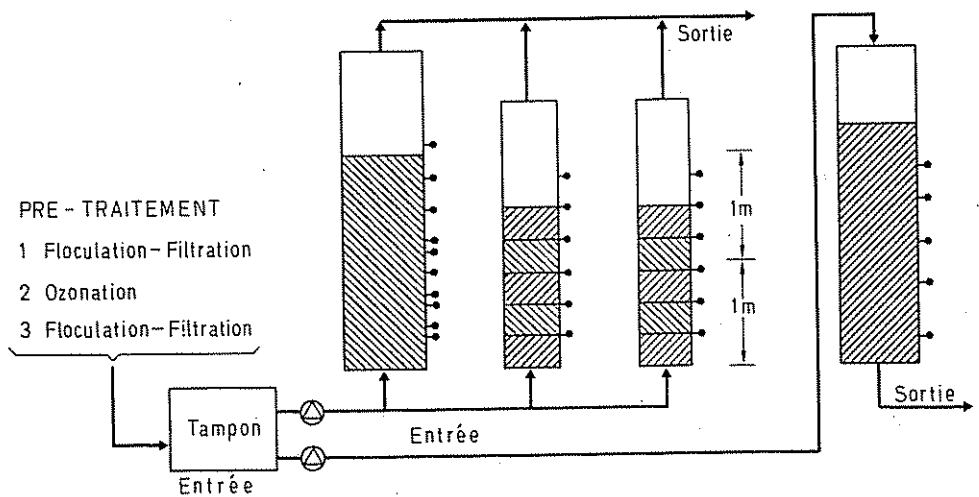 Sortie
PRE-TRAITEMENT
1 Floculation-Filtration
2 Ozonation
3 Floculation-Filtration
1m
1m
Tampon
Entrée
Entrée
Sortie